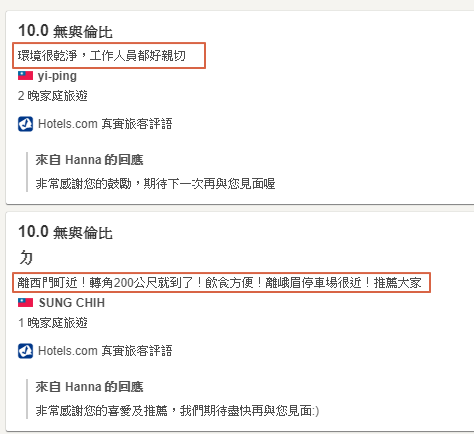 10.0 無與倫比
環境很乾淨，工作人員都好親切
yi-ping
2 晚家庭旅遊
Hotels.com 真實旅客評語
來自 Hanna 的回應
非常感謝您的鼓勵，期待下一次再與您見面喔
10.0 無與倫比
ㄉ
離西門町近！轉角200公尺就到了！飲食方便！離峨眉停車場很近！推薦大家
SUNG CHIH
1 晚家庭旅遊
Hotels.com 真實旅客評語
來自 Hanna 的回應
非常感謝您的喜愛及推薦，我們期待盡快再與您見面:)